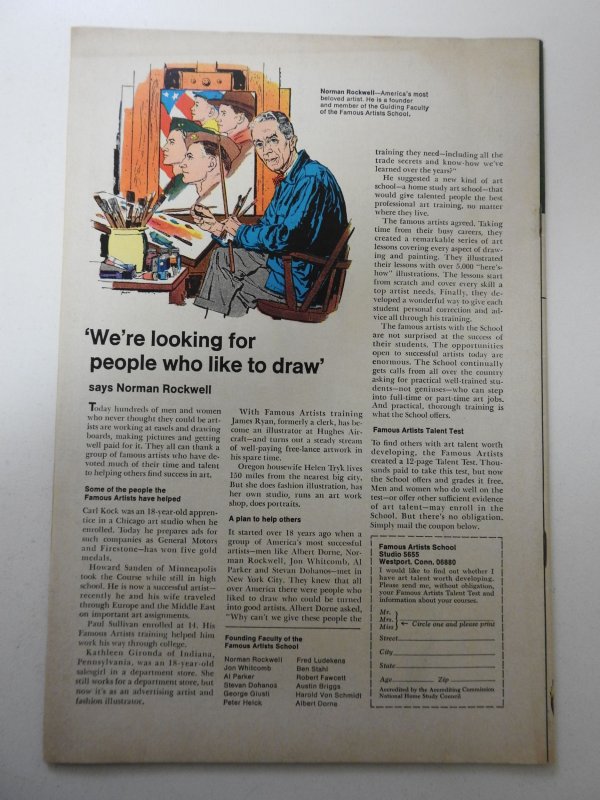 Norman Rockwell—America's most
beloved artist. He is a founder
and member of the Guiding Faculty
of the Famous Artists School.
'We're looking for
people who like to draw'
says Norman Rockwell
Today hundreds of men and women
who never thought they could be art-
ists are working at easels and drawing
boards, making pictures and getting
well paid for it. They all can thank a
group of famous artists who have de-
voted much of their time and talent
to helping others find success in art.
Some of the people the
Famous Artists have helped
Carl Kock was an 18-year-old appren-
tice in a Chicago art studio when he
enrolled. Today he prepares ads for
such companies as General Motors
and Firestone—has won five gold
medals.
Howard Sanden of Minneapolis
took the Course while still in high
school. He is now a successful artist—
recently he and his wife traveled
through Europe and the Middle East
on important art assignments.
Paul Sullivan enrolled at 14. His
Famous Artists training helped him
work his way through college.
Kathleen Gironda of Indiana,
Pennsylvania, was an 18-year-old
salesgirl in a department store. She
still works for a department store, but
now it's as an advertising artist and
fashion illustrator.
With Famous Artists training
James Ryan, formerly a clerk, has be-
come an illustrator at Hughes Air-
craft—and turns out a steady stream
of well-paying free-lance artwork in
his spare time.
Oregon housewife Helen Tryk lives
150 miles from the nearest big city.
But she does fashion illustration, has
her own studio, runs an art work
shop, does portraits.
A plan to help others
It started over 18 years ago when a
group of America's most successful
artists—men like Albert Dorne, Nor-
man Rockwell, Jon Whitcomb, Al
Parker and Stevan Dohanos—met in
New York City. They knew that all
over America there were people who
liked to draw who could be turned
into good artists. Albert Dorne asked,
"Why can't we give these people the
Founding Faculty of the
Famous Artists School
Norman Rockwell
Jon Whitcomb
Al Parker
Stevan Dohanos
George Giusti
Peter Helck
Fred Ludekens
Ben Stahl
Robert Fawcett
Austin Briggs
Harold Von Schmidt
Albert Dorne
training they need—including all the
trade secrets and know-how we've
learned over the years?"
He suggested a new kind of art
school—a home study art school—that
would give talented people the best
professional art training, no matter
where they live.
The famous artists agreed. Taking
time from their busy careers, they
created a remarkable series of art
lessons covering every aspect of draw-
ing and painting. They illustrated
their lessons with over 5,000 "here's-
how" illustrations. The lessons start
from scratch and cover every skill a
top artist needs. Finally, they de-
veloped a wonderful way to give each
student personal correction and ad-
vice all through his training.
The famous artists with the School
are not surprised at the success of
their students. The opportunities
open to successful artists today are
enormous. The School continually
gets calls from all over the country
asking for practical well-trained stu-
dents—not geniuses—who can step
into full-time or part-time art jobs.
And practical, thorough training is
what the School offers.
Famous Artists Talent Test
To find others with art talent worth
developing, the Famous Artists
created a 12-page Talent Test. Thou-
sands paid to take this test, but now
the School offers and grades it free.
Men and women who do well on the
test—or offer other sufficient evidence
of art talent—may enroll in the
School. But there's no obligation.
Simply mail the coupon below.
Famous Artists School
Studio 5655
Westport, Conn. 06880
I would like to find out whether I
have art talent worth developing.
Please send me, without obligation,
your Famous Artists Talent Test and
information about your courses.
Mr.
Mrs.
Miss
Circle one and please print
Street
City
State
Age Zip
Accredited by the Accrediting Commission
National Home Study Council